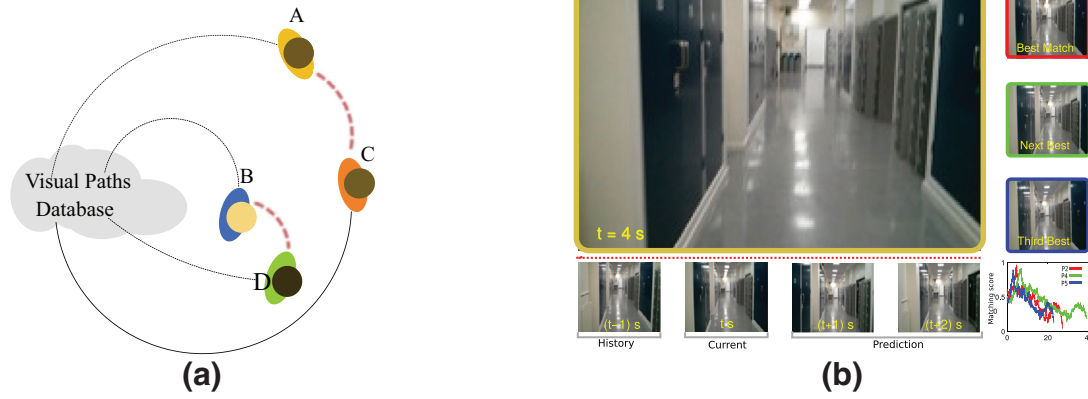 A
C
B
D
Visual Paths
Database
(a)
t = 4 s
Best Match
Next Best
Third Best
(t−1) s
t s
(t+1) s
(t+2) s
History
Current
Prediction
Matching score
1
0.5
0
0
20
40
P2
P4
P5
(b)